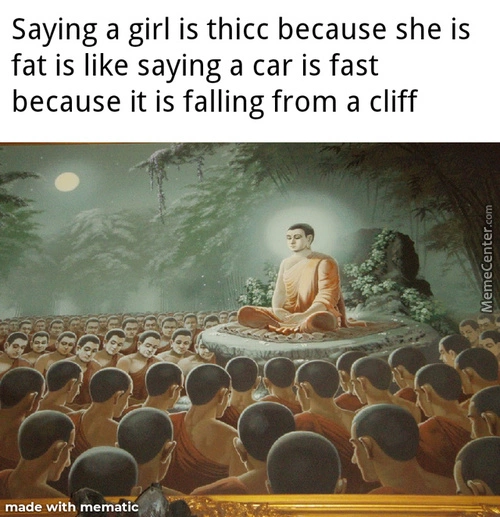 Saying a girl is thicc because she is
fat is like saying a car is fast
because it is falling from a cliff
MemeCenter.com
made with mematic